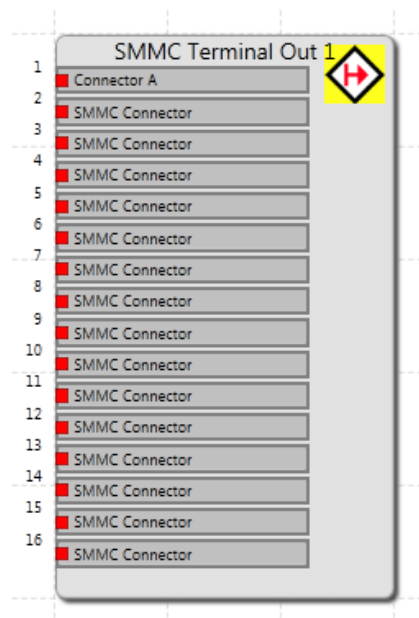 SMMC Terminal Out 1
1 Connector A
2 SMMC Connector
3 SMMC Connector
4 SMMC Connector
5 SMMC Connector
6 SMMC Connector
7 SMMC Connector
8 SMMC Connector
9 SMMC Connector
10 SMMC Connector
11 SMMC Connector
12 SMMC Connector
13 SMMC Connector
14 SMMC Connector
15 SMMC Connector
16 SMMC Connector